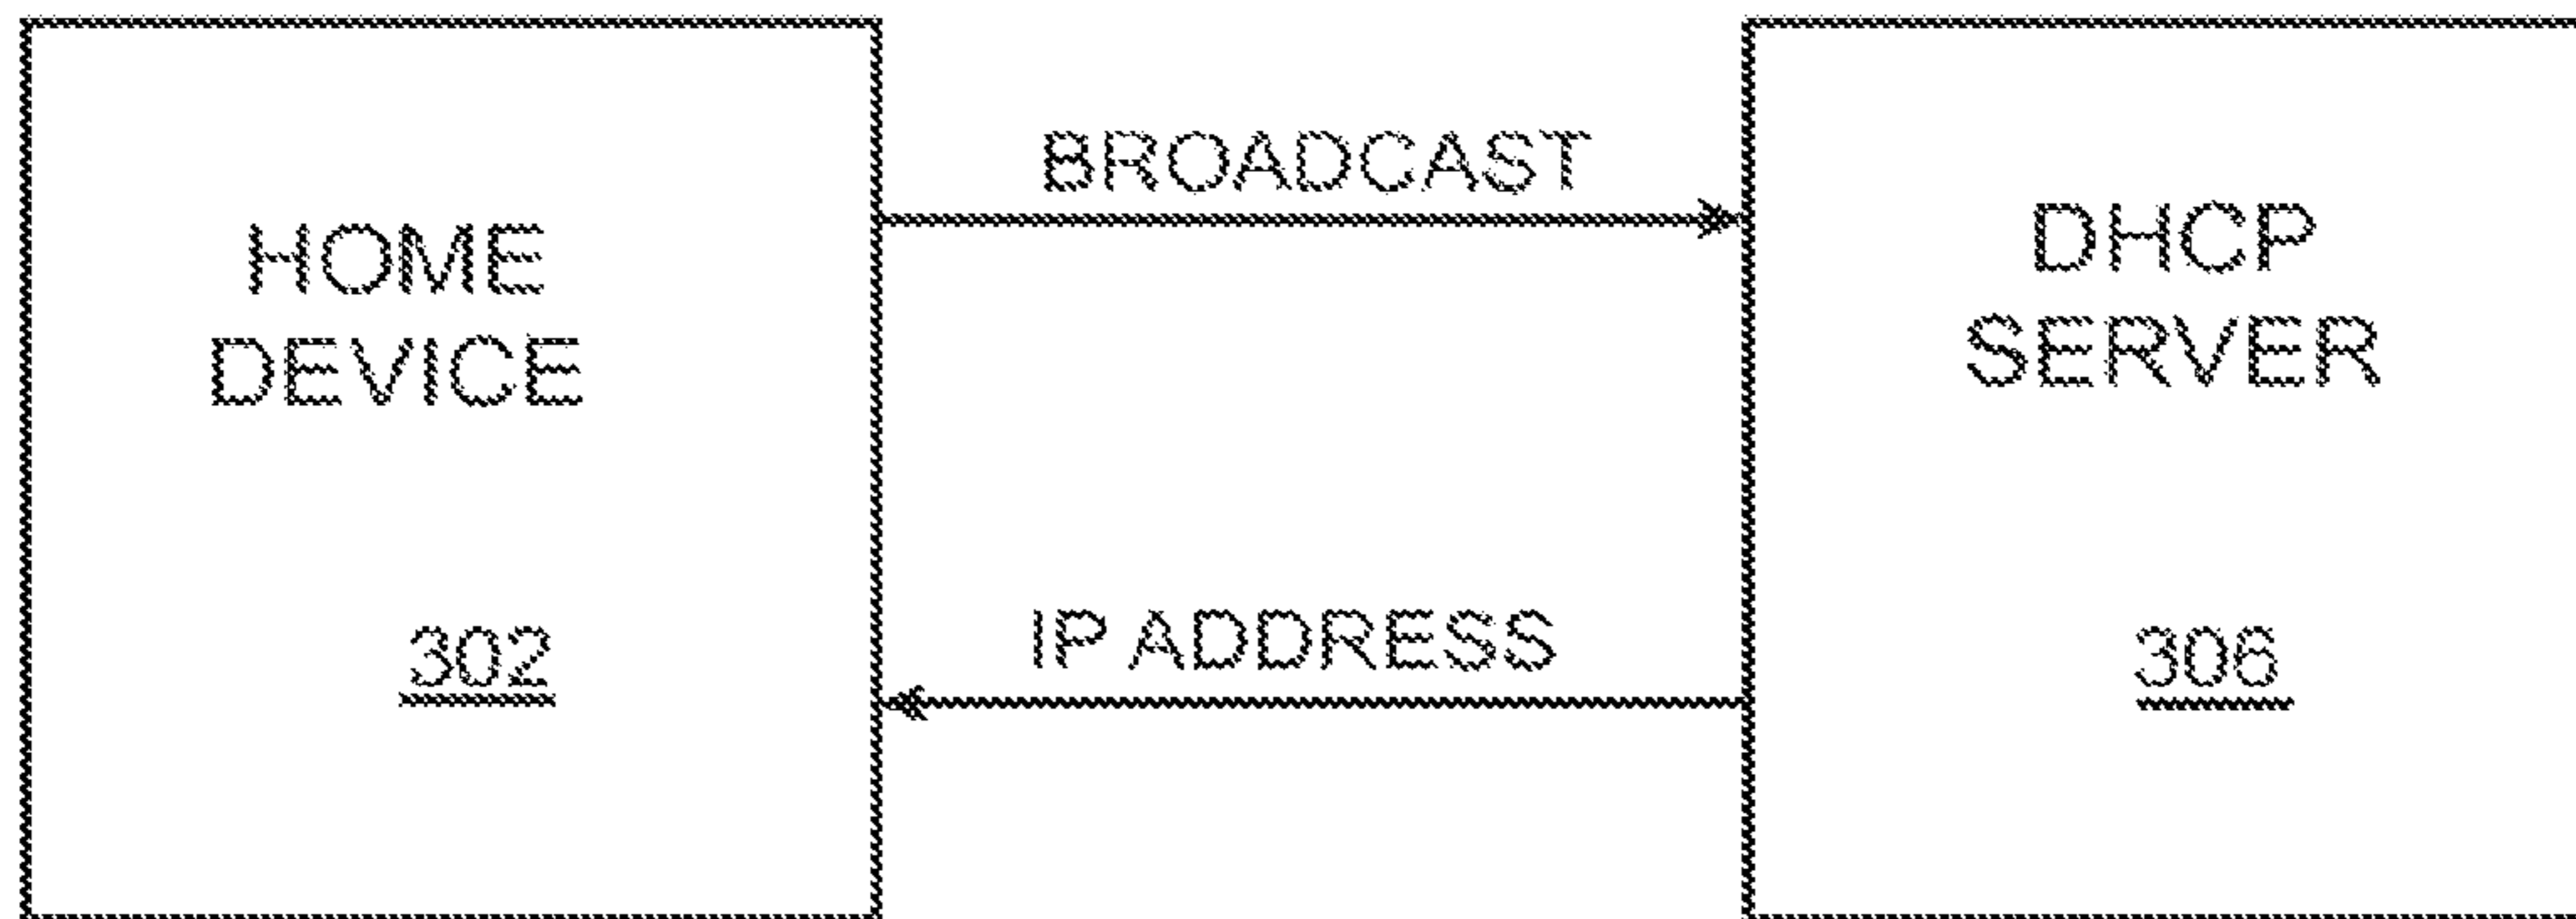 HOME
DEVICE
302
BROADCAST
IP ADDRESS
DHCP
SERVER
306